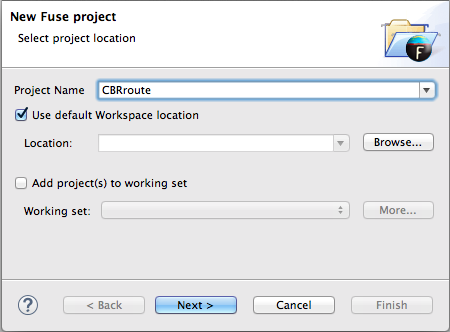 New Fuse project
Select project location
F
Project Name CBRroute
Use default Workspace location
Location: Browse...
Add project(s) to working set
Working set: More...
? < Back Next > Cancel Finish